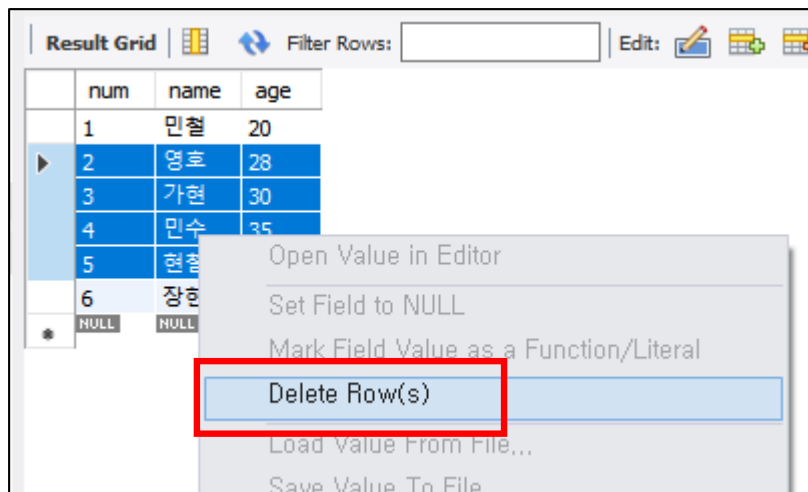 Result Grid Filter Rows: Edit:
num name age
1 민철 20
2 영호 28
3 가현 30
4 민수 35
5
6
NULL NULL
Open Value in Editor
Set Field to NULL
Mark Field Value as a Function/Literal
Delete Row(s)
Load Value From File...
Save Value To File